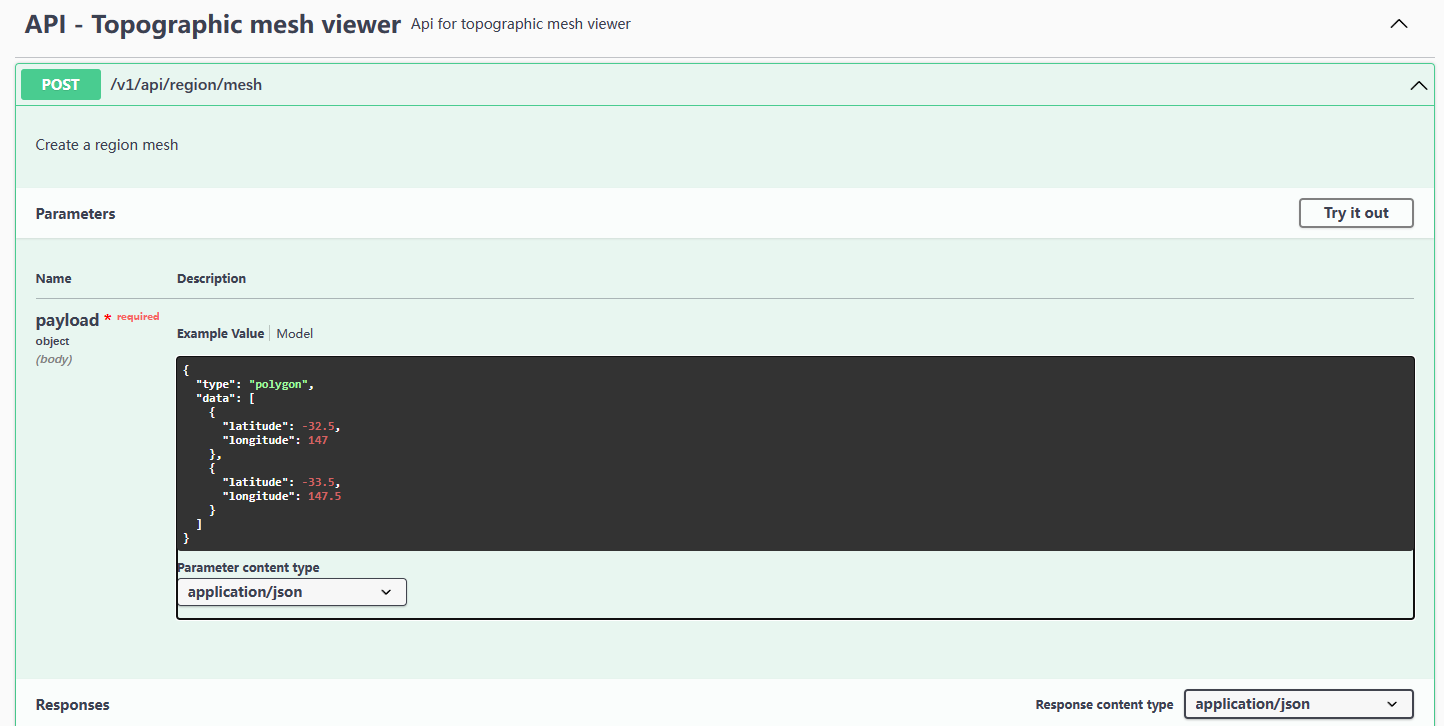 API - Topographic mesh viewer Api for topographic mesh viewer
POST /v1/api/region/mesh
Create a region mesh
Parameters Try it out
Name Description
payload * required
object
(body)
Example Value Model
{
  "type": "polygon",
  "data": [
    {
      "latitude": -32.5,
      "longitude": 147
    },
    {
      "latitude": -33.5,
      "longitude": 147.5
    }
  ]
}
Parameter content type
application/json
Responses Response content type application/json